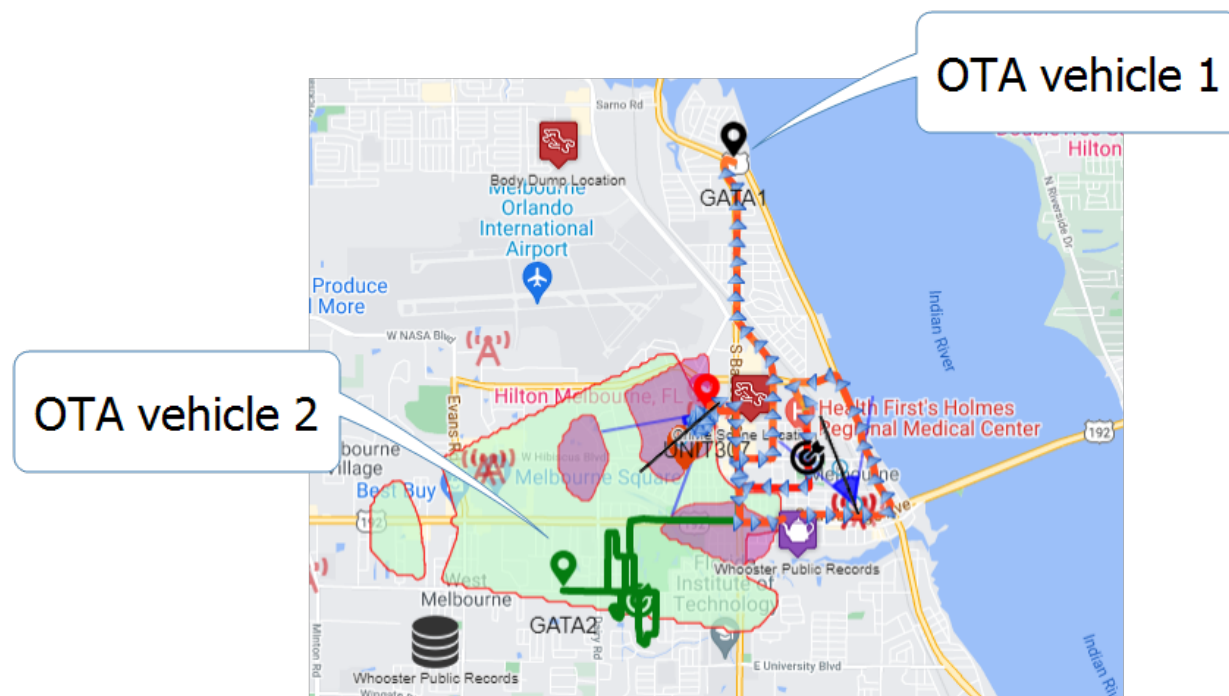 OTA vehicle 1
Sarno Rd
Hilton
N Riverside Dr
Body Dump Location
GATA1
Melbourne
Orlando
International
Airport
Produce
More
W NASA Blvd
Indian River
S Ba
Hilton Melbourne, FL
OTA vehicle 2
Evans R
Health First's Holmes
Regional Medical Center
192
UNIT307
W Hibiscus Blvd
Village
Melbourne Square
Best Buy
192
192
Whooster Public Records
Institute of
Technology
West
Melbourne
GATA2
Minton Rd
E University Blvd
Whooster Public Records
Indian